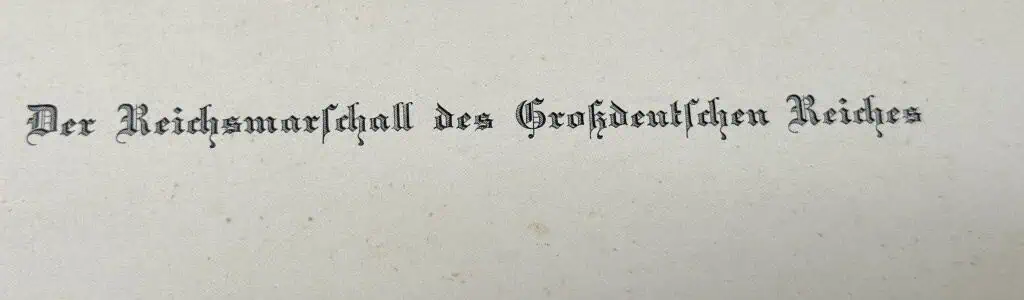 Der Reichsmarſchall des Großdeutſchen Reiches